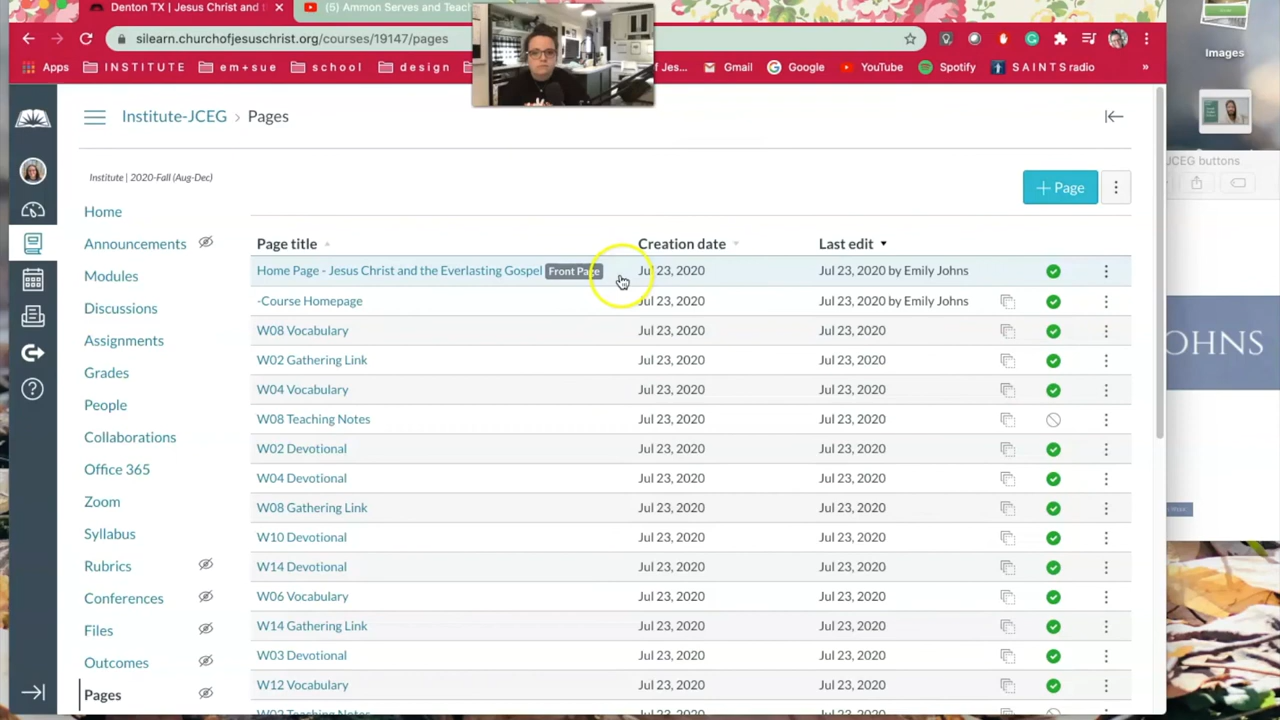 Denton TX | Jesus Christ and t
(5) Ammon Serves and Teac
silearn.churchofjesuschrist.org/courses/19147/pages
Apps
INSTITUTE
em+sue
school
design
Jes...
Gmail
Google
YouTube
Spotify
SAINTS radio
»
Images
JCEG buttons
OHNS
Institute-JCEG › Pages
Institute | 2020-Fall (Aug-Dec)
+ Page
Home
Announcements
Modules
Discussions
Assignments
Grades
People
Collaborations
Office 365
Zoom
Syllabus
Rubrics
Conferences
Files
Outcomes
Pages
Page title Creation date Last edit
Home Page - Jesus Christ and the Everlasting Gospel Front Page Jul 23, 2020 Jul 23, 2020 by Emily Johns
-Course Homepage Jul 23, 2020 Jul 23, 2020 by Emily Johns
W08 Vocabulary Jul 23, 2020 Jul 23, 2020
W02 Gathering Link Jul 23, 2020 Jul 23, 2020
W04 Vocabulary Jul 23, 2020 Jul 23, 2020
W08 Teaching Notes Jul 23, 2020 Jul 23, 2020
W02 Devotional Jul 23, 2020 Jul 23, 2020
W04 Devotional Jul 23, 2020 Jul 23, 2020
W08 Gathering Link Jul 23, 2020 Jul 23, 2020
W10 Devotional Jul 23, 2020 Jul 23, 2020
W14 Devotional Jul 23, 2020 Jul 23, 2020
W06 Vocabulary Jul 23, 2020 Jul 23, 2020
W14 Gathering Link Jul 23, 2020 Jul 23, 2020
W03 Devotional Jul 23, 2020 Jul 23, 2020
W12 Vocabulary Jul 23, 2020 Jul 23, 2020
Teaching Notes Jul 23, 2020 Jul 23, 2020